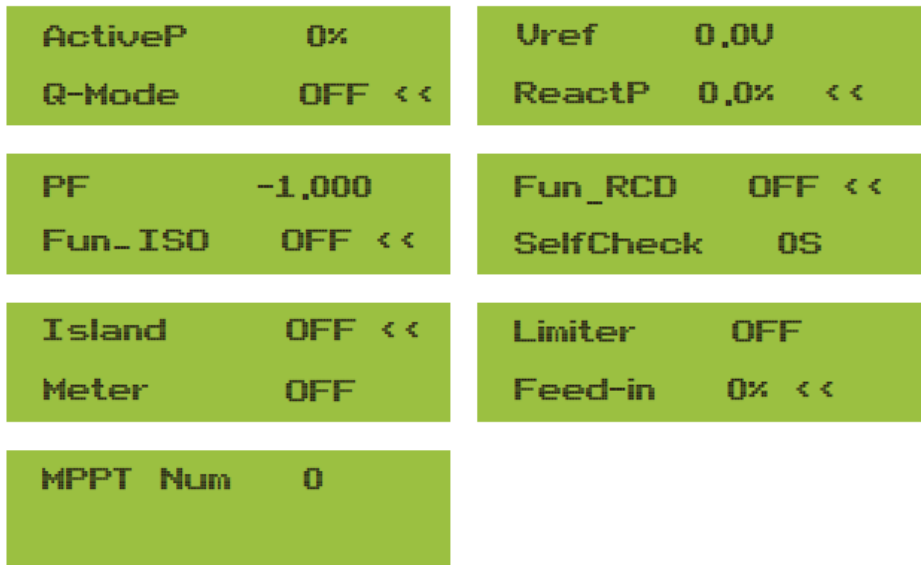 ActiveP 0%
Q-Mode OFF <<
Vref 0.0V
ReactP 0.0% <<
PF -1.000
Fun_ISO OFF <<
Fun_RCD OFF <<
SelfCheck 0S
Island OFF <<
Meter OFF
Limiter OFF
Feed-in 0% <<
MPPT Num 0